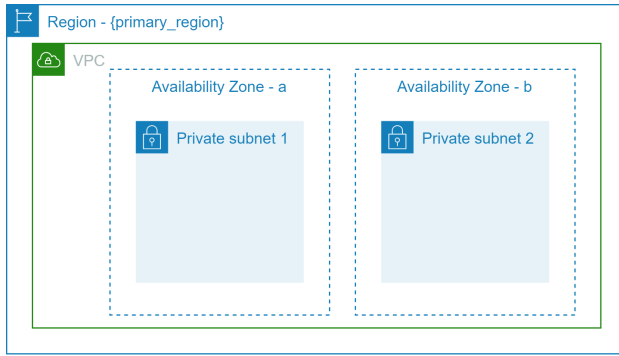 Region - {primary_region}
VPC
Availability Zone - a
Availability Zone - b
Private subnet 1
Private subnet 2